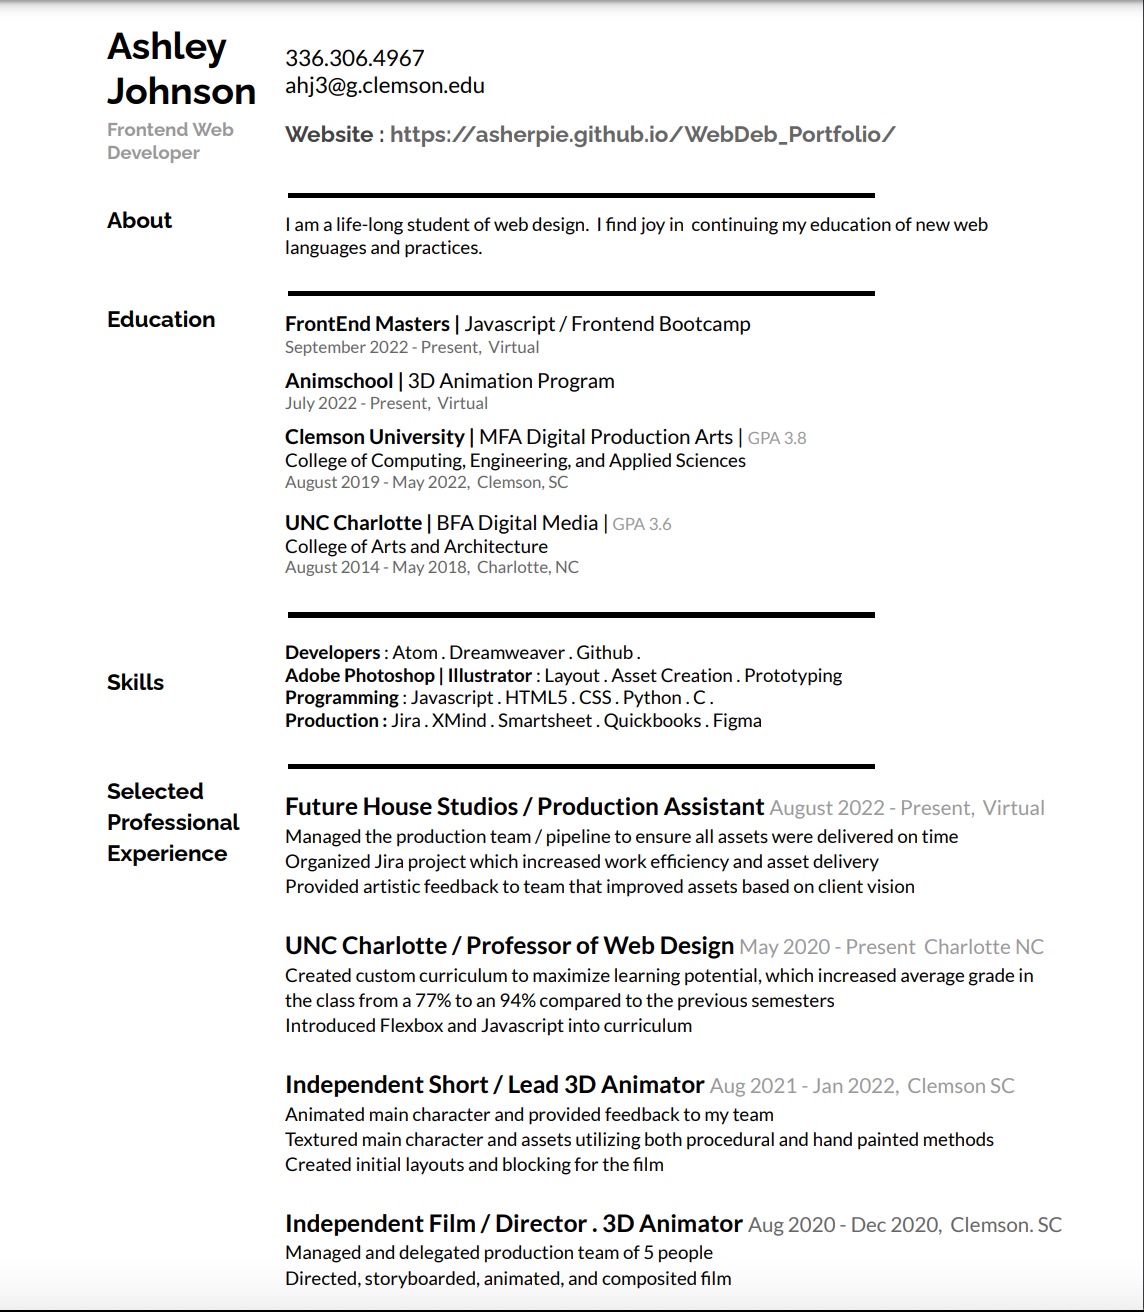 Ashley
Johnson
Frontend Web
Developer
336.306.4967
ahj3@g.clemson.edu
Website : https://asherpie.github.io/WebDeb_Portfolio/
About
I am a life-long student of web design.  I find joy in  continuing my education of new web
languages and practices.
Education
FrontEnd Masters | Javascript / Frontend Bootcamp
September 2022 - Present,  Virtual
Animschool | 3D Animation Program
July 2022 - Present,  Virtual
Clemson University | MFA Digital Production Arts | GPA 3.8
College of Computing, Engineering, and Applied Sciences
August 2019 - May 2022,  Clemson, SC
UNC Charlotte | BFA Digital Media | GPA 3.6
College of Arts and Architecture
August 2014 - May 2018,  Charlotte, NC
Skills
Developers : Atom . Dreamweaver . Github .
Adobe Photoshop | Illustrator : Layout . Asset Creation . Prototyping
Programming : Javascript . HTML5 . CSS . Python . C .
Production : Jira . XMind . Smartsheet . Quickbooks . Figma
Selected
Professional
Experience
Future House Studios / Production Assistant August 2022 - Present,  Virtual
Managed the production team / pipeline to ensure all assets were delivered on time
Organized Jira project which increased work efficiency and asset delivery
Provided artistic feedback to team that improved assets based on client vision
UNC Charlotte / Professor of Web Design May 2020 - Present  Charlotte NC
Created custom curriculum to maximize learning potential, which increased average grade in
the class from a 77% to an 94% compared to the previous semesters
Introduced Flexbox and Javascript into curriculum
Independent Short / Lead 3D Animator Aug 2021 - Jan 2022,  Clemson SC
Animated main character and provided feedback to my team
Textured main character and assets utilizing both procedural and hand painted methods
Created initial layouts and blocking for the film
Independent Film / Director . 3D Animator Aug 2020 - Dec 2020,  Clemson. SC
Managed and delegated production team of 5 people
Directed, storyboarded, animated, and composited film